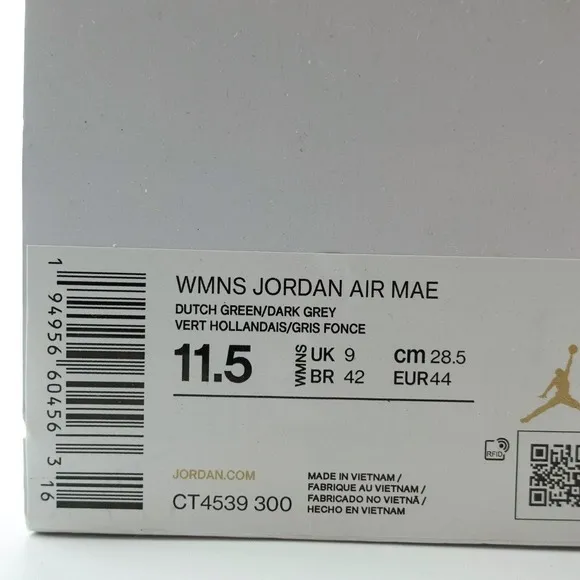 WMNS JORDAN AIR MAE
DUTCH GREEN/DARK GREY
VERT HOLLANDAIS/GRIS FONCE
11.5 WMNS UK 9 cm 28.5
BR 42 EUR 44
RFID
JORDAN.COM
CT4539 300
MADE IN VIETNAM /
FABRIQUE AU VIETNAM /
FABRICADO NO VIETNÃ /
HECHO EN VIETNAM
1 94956 60456 3 16